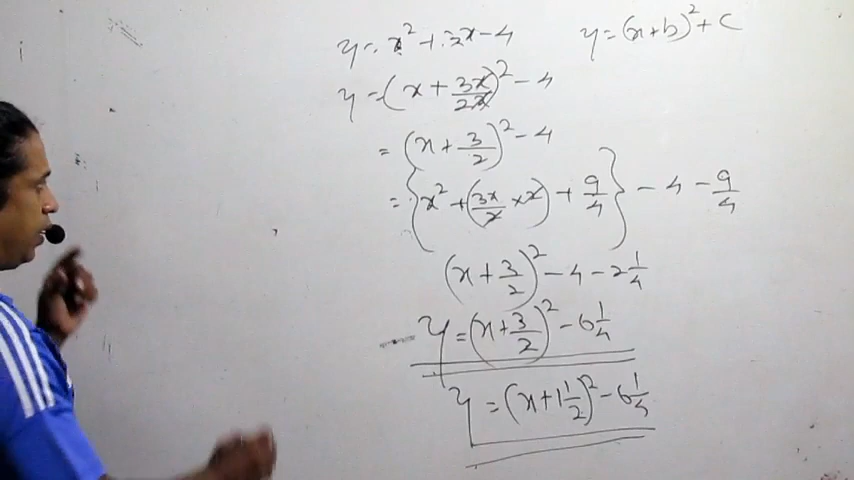 y = x² + 3x - 4    y = (x+b)² + c
y = (x + 3x/2x)² - 4
= (x + 3/2)² - 4
= {x² + (3x/2 × 2) + 9/4} - 4 - 9/4
(x + 3/2)² - 4 - 2 1/4
y = (x + 3/2)² - 6 1/4
y = (x + 1 1/2)² - 6 1/4